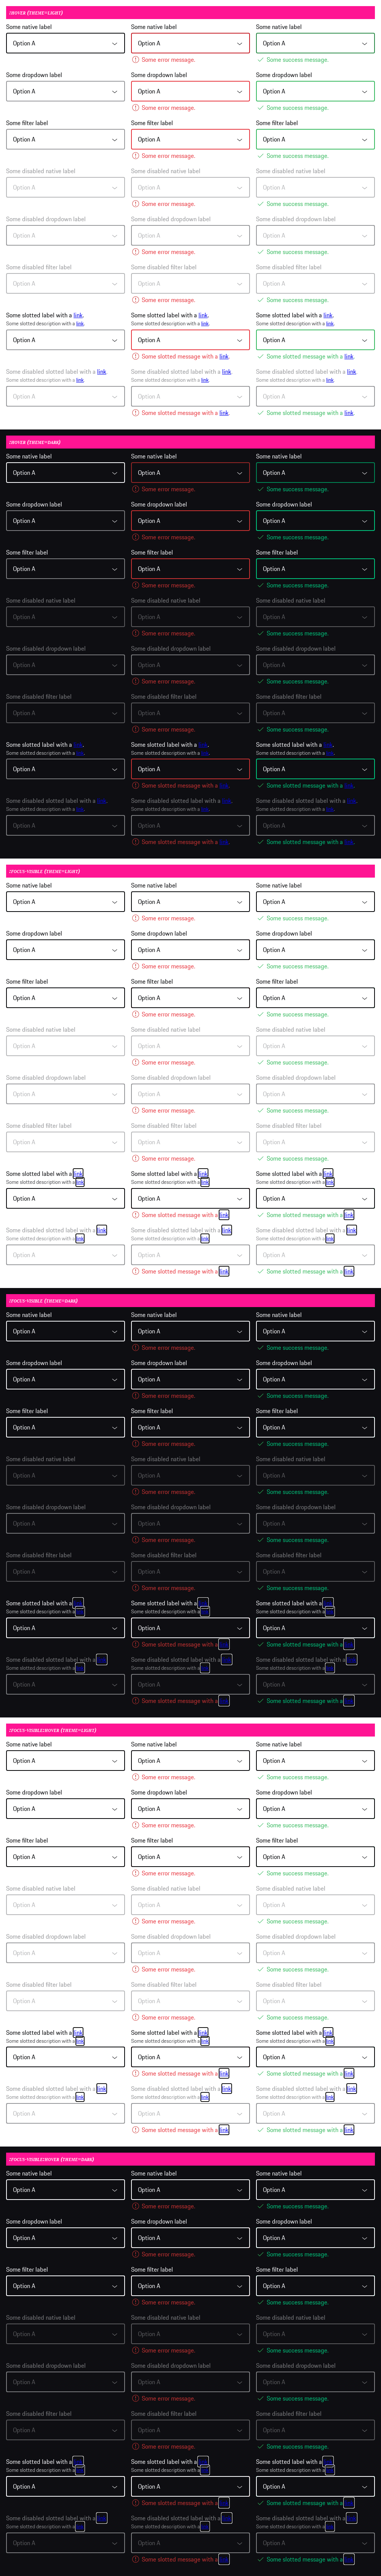 :HOVER (THEME=LIGHT)
Some native label Some native label Some native label
Option A Option A Option A
Some error message. Some success message.
Some dropdown label Some dropdown label Some dropdown label
Option A Option A Option A
Some error message. Some success message.
Some filter label Some filter label Some filter label
Option A Option A Option A
Some error message. Some success message.
Some disabled native label Some disabled native label Some disabled native label
Option A Option A Option A
Some error message. Some success message.
Some disabled dropdown label Some disabled dropdown label Some disabled dropdown label
Option A Option A Option A
Some error message. Some success message.
Some disabled filter label Some disabled filter label Some disabled filter label
Option A Option A Option A
Some error message. Some success message.
Some slotted label with a link. Some slotted label with a link. Some slotted label with a link.
Some slotted description with a link. Some slotted description with a link. Some slotted description with a link.
Option A Option A Option A
Some slotted message with a link. Some slotted message with a link.
Some disabled slotted label with a link. Some disabled slotted label with a link. Some disabled slotted label with a link.
Some slotted description with a link. Some slotted description with a link. Some slotted description with a link.
Option A Option A Option A
Some slotted message with a link. Some slotted message with a link.
:HOVER (THEME=DARK)
Some native label Some native label Some native label
Option A Option A Option A
Some error message. Some success message.
Some dropdown label Some dropdown label Some dropdown label
Option A Option A Option A
Some error message. Some success message.
Some filter label Some filter label Some filter label
Option A Option A Option A
Some error message. Some success message.
Some disabled native label Some disabled native label Some disabled native label
Option A Option A Option A
Some error message. Some success message.
Some disabled dropdown label Some disabled dropdown label Some disabled dropdown label
Option A Option A Option A
Some error message. Some success message.
Some disabled filter label Some disabled filter label Some disabled filter label
Option A Option A Option A
Some error message. Some success message.
Some slotted label with a Some slotted label with a Some slotted label with a
Some slotted description with a Some slotted description with a Some slotted description with a
Option A Option A Option A
Some slotted message with a Some slotted message with a
Some disabled slotted label with a Some disabled slotted label with a Some disabled slotted label with a
Some slotted description with a Some slotted description with a Some slotted description with a
Option A Option A Option A
Some slotted message with a Some slotted message with a
:FOCUS-VISIBLE (THEME=LIGHT)
Some native label Some native label Some native label
Option A Option A Option A
Some error message. Some success message.
Some dropdown label Some dropdown label Some dropdown label
Option A Option A Option A
Some error message. Some success message.
Some filter label Some filter label Some filter label
Option A Option A Option A
Some error message. Some success message.
Some disabled native label Some disabled native label Some disabled native label
Option A Option A Option A
Some error message. Some success message.
Some disabled dropdown label Some disabled dropdown label Some disabled dropdown label
Option A Option A Option A
Some error message. Some success message.
Some disabled filter label Some disabled filter label Some disabled filter label
Option A Option A Option A
Some error message. Some success message.
Some slotted label with a link Some slotted label with a link Some slotted label with a link
Some slotted description with a link Some slotted description with a link Some slotted description with a link
Option A Option A Option A
Some slotted message with a link Some slotted message with a link
Some disabled slotted label with a link Some disabled slotted label with a link Some disabled slotted label with a link
Some slotted description with a link Some slotted description with a link Some slotted description with a link
Option A Option A Option A
Some slotted message with a link Some slotted message with a link
:FOCUS-VISIBLE (THEME=DARK)
Some native label Some native label Some native label
Option A Option A Option A
Some error message. Some success message.
Some dropdown label Some dropdown label Some dropdown label
Option A Option A Option A
Some error message. Some success message.
Some filter label Some filter label Some filter label
Option A Option A Option A
Some error message. Some success message.
Some disabled native label Some disabled native label Some disabled native label
Option A Option A Option A
Some error message. Some success message.
Some disabled dropdown label Some disabled dropdown label Some disabled dropdown label
Option A Option A Option A
Some error message. Some success message.
Some disabled filter label Some disabled filter label Some disabled filter label
Option A Option A Option A
Some error message. Some success message.
Some slotted label with a Some slotted label with a Some slotted label with a
Some slotted description with a Some slotted description with a Some slotted description with a
Option A Option A Option A
Some slotted message with a Some slotted message with a
Some disabled slotted label with a Some disabled slotted label with a Some disabled slotted label with a
Some slotted description with a Some slotted description with a Some slotted description with a
Option A Option A Option A
Some slotted message with a Some slotted message with a
:FOCUS-VISIBLE:HOVER (THEME=LIGHT)
Some native label Some native label Some native label
Option A Option A Option A
Some error message. Some success message.
Some dropdown label Some dropdown label Some dropdown label
Option A Option A Option A
Some error message. Some success message.
Some filter label Some filter label Some filter label
Option A Option A Option A
Some error message. Some success message.
Some disabled native label Some disabled native label Some disabled native label
Option A Option A Option A
Some error message. Some success message.
Some disabled dropdown label Some disabled dropdown label Some disabled dropdown label
Option A Option A Option A
Some error message. Some success message.
Some disabled filter label Some disabled filter label Some disabled filter label
Option A Option A Option A
Some error message. Some success message.
Some slotted label with a link Some slotted label with a link Some slotted label with a link
Some slotted description with a link Some slotted description with a link Some slotted description with a link
Option A Option A Option A
Some slotted message with a link Some slotted message with a link
Some disabled slotted label with a link Some disabled slotted label with a link Some disabled slotted label with a link
Some slotted description with a link Some slotted description with a link Some slotted description with a link
Option A Option A Option A
Some slotted message with a link Some slotted message with a link
:FOCUS-VISIBLE:HOVER (THEME=DARK)
Some native label Some native label Some native label
Option A Option A Option A
Some error message. Some success message.
Some dropdown label Some dropdown label Some dropdown label
Option A Option A Option A
Some error message. Some success message.
Some filter label Some filter label Some filter label
Option A Option A Option A
Some error message. Some success message.
Some disabled native label Some disabled native label Some disabled native label
Option A Option A Option A
Some error message. Some success message.
Some disabled dropdown label Some disabled dropdown label Some disabled dropdown label
Option A Option A Option A
Some error message. Some success message.
Some disabled filter label Some disabled filter label Some disabled filter label
Option A Option A Option A
Some error message. Some success message.
Some slotted label with a Some slotted label with a Some slotted label with a
Some slotted description with a Some slotted description with a Some slotted description with a
Option A Option A Option A
Some slotted message with a Some slotted message with a
Some disabled slotted label with a Some disabled slotted label with a Some disabled slotted label with a
Some slotted description with a Some slotted description with a Some slotted description with a
Option A Option A Option A
Some slotted message with a Some slotted message with a